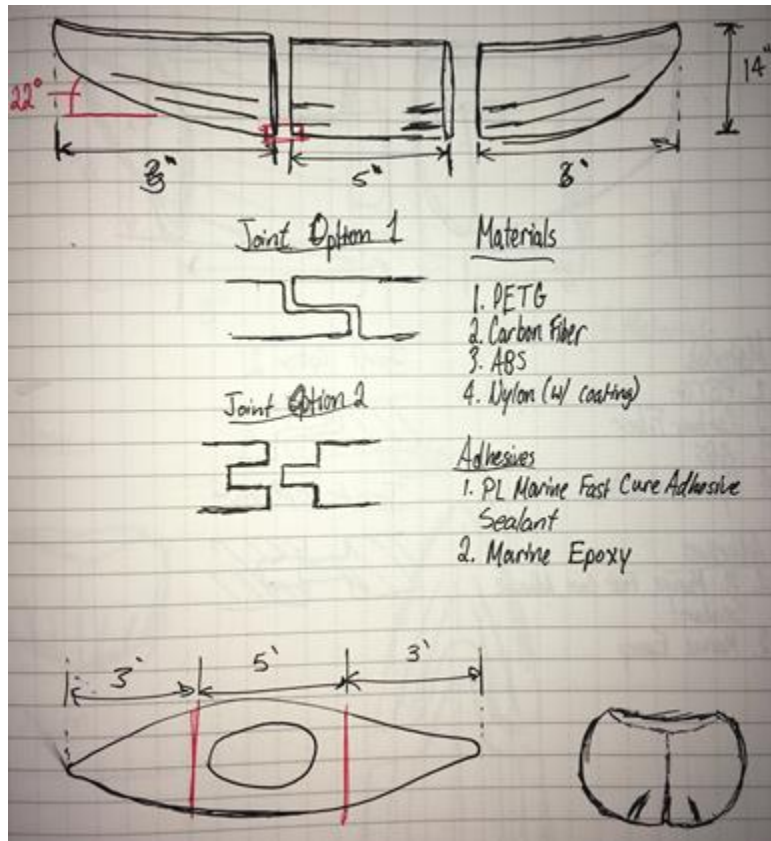 22°
14"
3"
5"
3"
Joint Option 1
Materials
1. PETG
2. Carbon Fiber
3. ABS
4. Nylon (w/ coating)
Joint Option 2
Adhesives
1. PL Marine Fast Cure Adhesive
Sealant
2. Marine Epoxy
3'
5'
3'